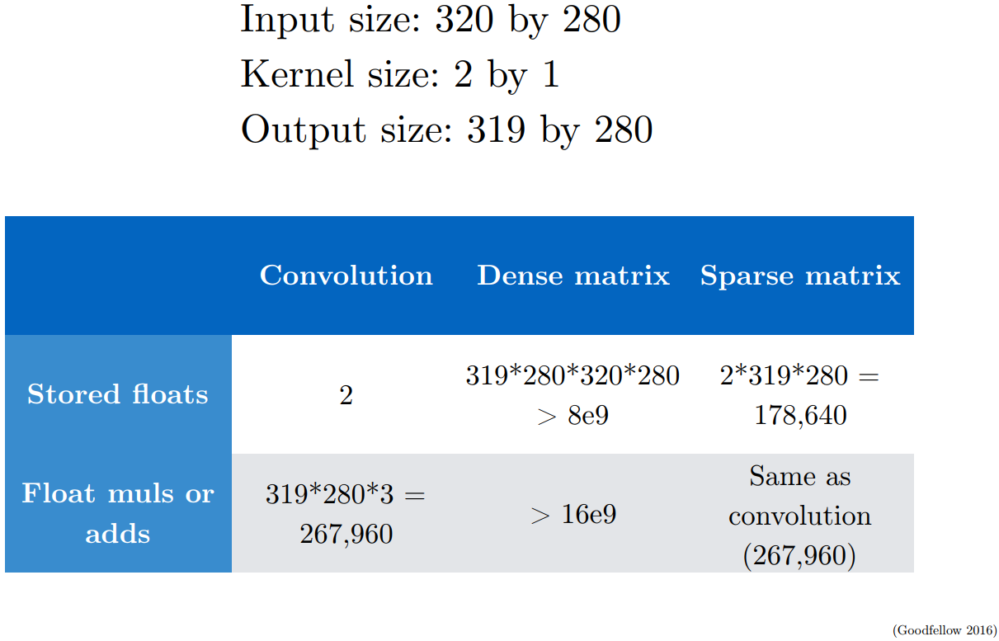 Input size: 320 by 280
Kernel size: 2 by 1
Output size: 319 by 280
Convolution Dense matrix Sparse matrix
Stored floats
2
319*280*320*280
> 8e9
2*319*280 =
178,640
Float muls or
adds
319*280*3 =
267,960
> 16e9
Same as
convolution
(267,960)
(Goodfellow 2016)